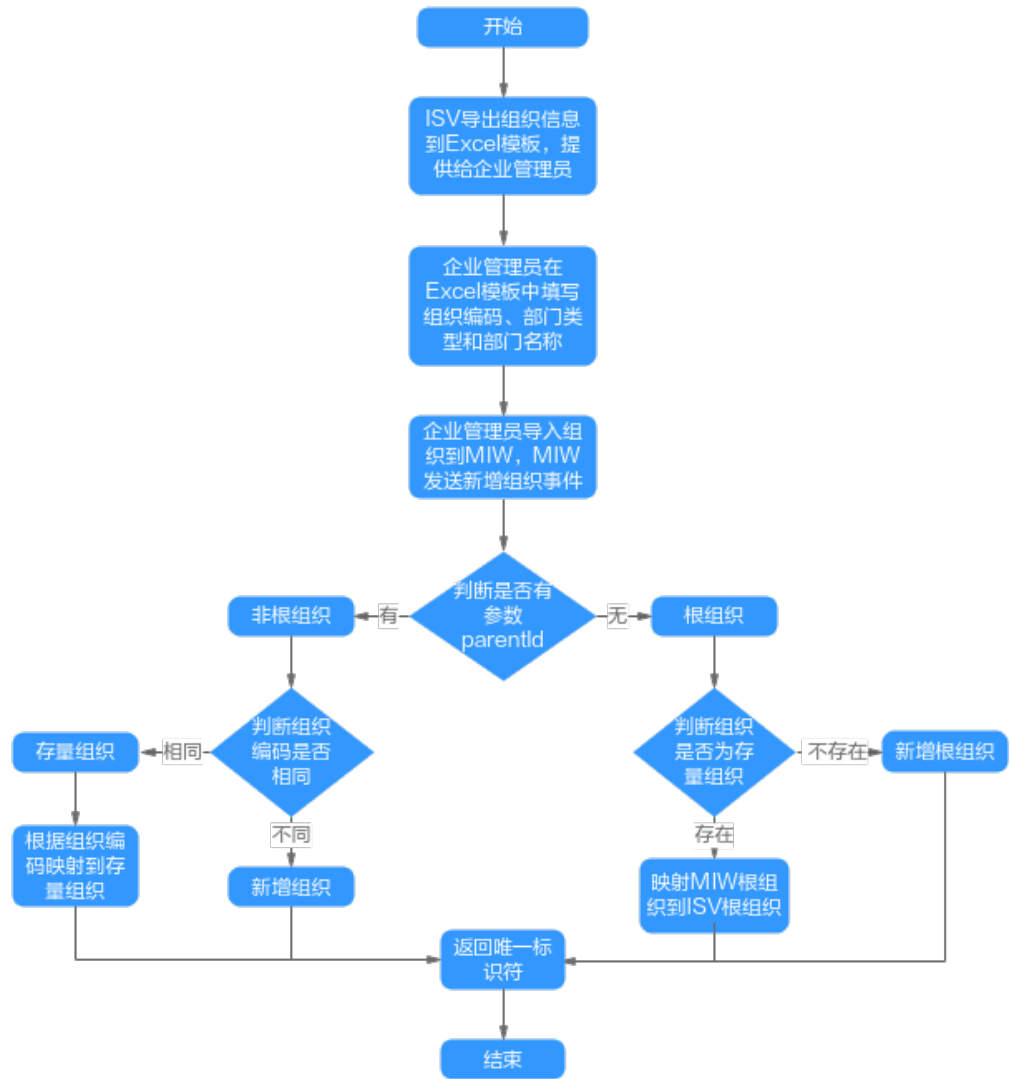 开始
ISV导出组织信息
到Excel模板，提
供给企业管理员
企业管理员在
Excel模板中填写
组织编码、部门类
型和部门名称
企业管理员导入组
织到MIW，MIW
发送新增组织事件
判断是否有
参数
parentId
有
无
非根组织
根组织
判断组织
编码是否
相同
相同
存量组织
不同
判断组织
是否为存
量组织
不存在
新增根组织
存在
根据组织编
码映射到存
量组织
新增组织
映射MIW根组
织到ISV根组织
返回唯一标
识符
结束